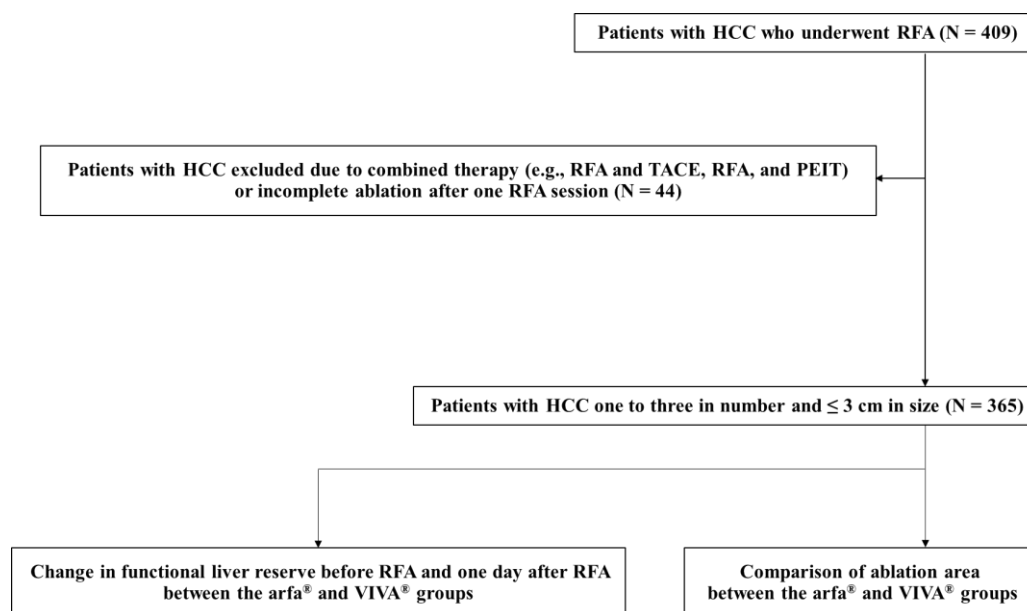 Patients with HCC who underwent RFA (N = 409)
Patients with HCC excluded due to combined therapy (e.g., RFA and TACE, RFA, and PEIT)
or incomplete ablation after one RFA session (N = 44)
Patients with HCC one to three in number and ≤ 3 cm in size (N = 365)
Change in functional liver reserve before RFA and one day after RFA
between the arfa® and VIVA® groups
Comparison of ablation area
between the arfa® and VIVA® groups